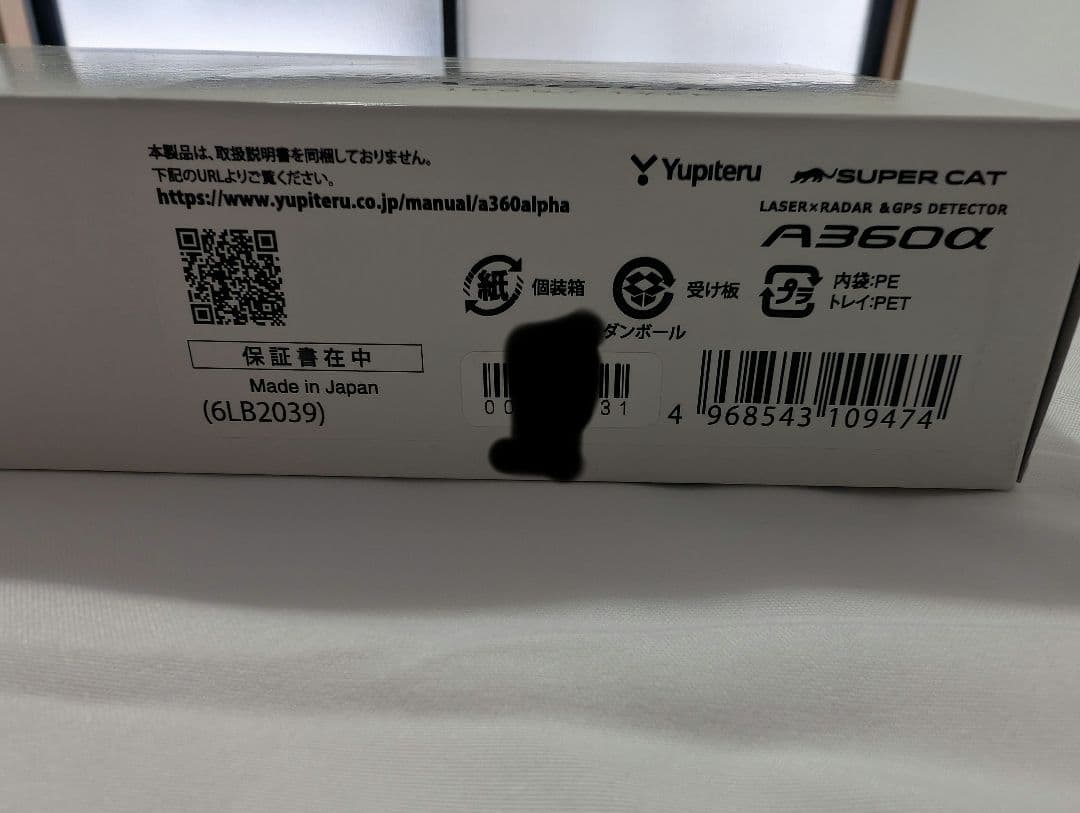 本製品は、取扱説明書を同梱しておりません。
下記のURLよりご覧ください。
https://www.yupiteru.co.jp/manual/a360alpha
Yupiteru SUPER CAT
LASER×RADAR &GPS DETECTOR
A360α
紙 個装箱
受け板
ダンボール
プラ 内袋:PE
トレイ:PET
保証書在中
Made in Japan
(6LB2039)
00 31
4 968543 109474